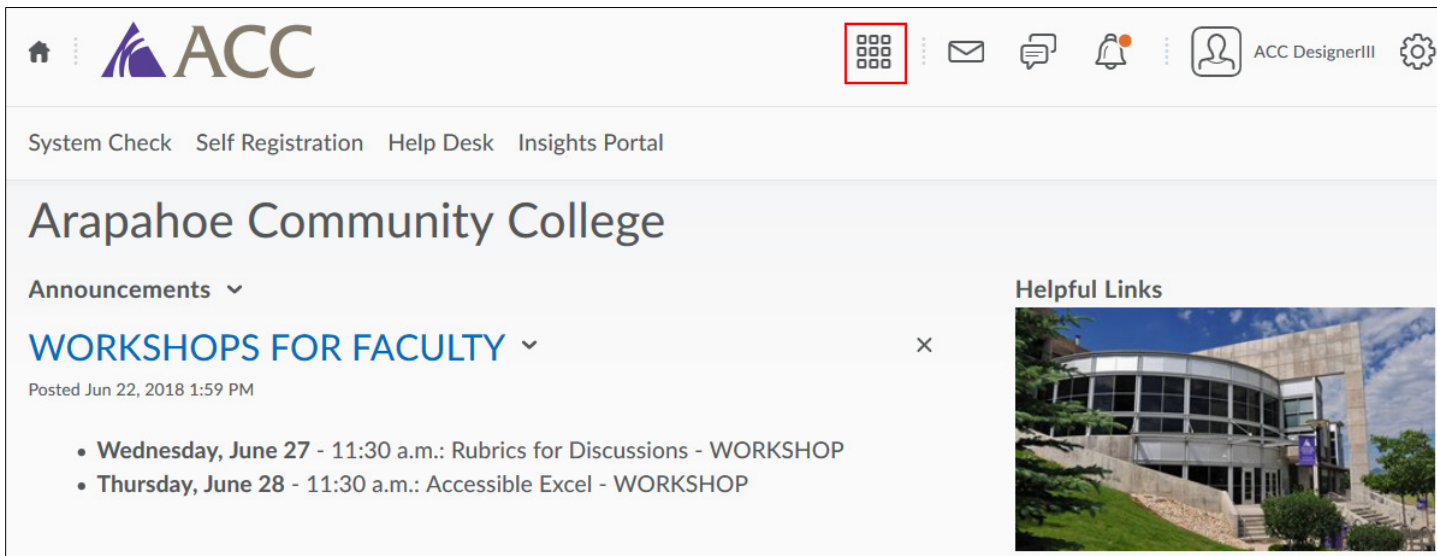 ACC
ACC DesignerIII
System Check Self Registration Help Desk Insights Portal
Arapahoe Community College
Announcements
WORKSHOPS FOR FACULTY
Posted Jun 22, 2018 1:59 PM
• Wednesday, June 27 - 11:30 a.m.: Rubrics for Discussions - WORKSHOP
• Thursday, June 28 - 11:30 a.m.: Accessible Excel - WORKSHOP
Helpful Links